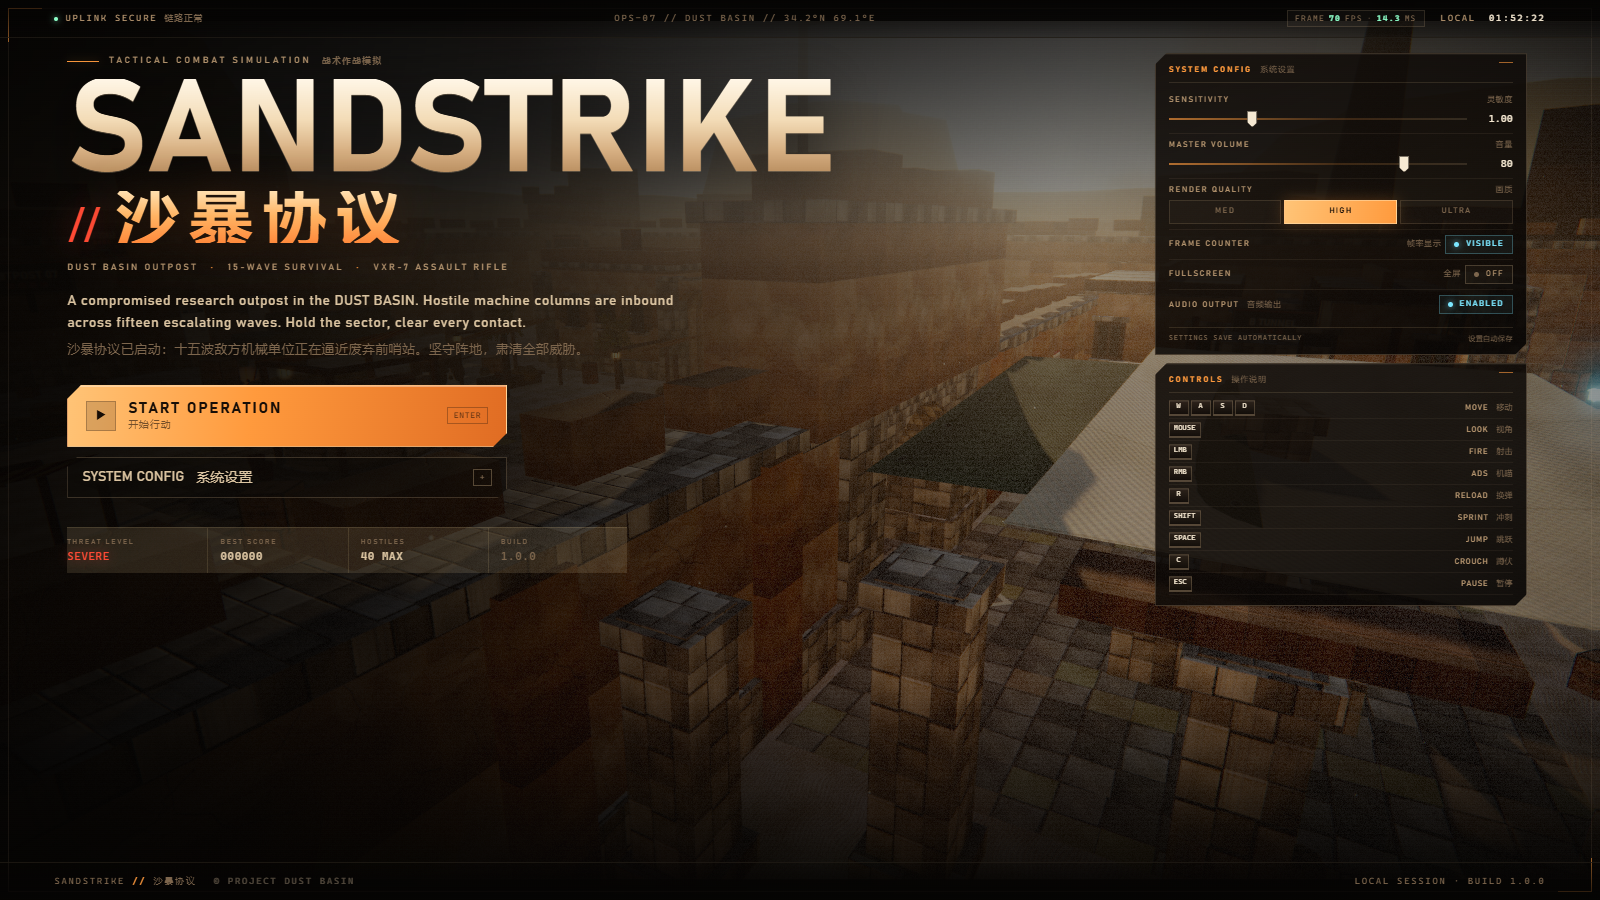 UPLINK SECURE 链路正常
OPS-07 // DUST BASIN // 34.2°N 69.1°E
FRAME 70 FPS · 14.3 MS
LOCAL 01:52:22
TACTICAL COMBAT SIMULATION 战术作战模拟
SANDSTRIKE
// 沙暴协议
DUST BASIN OUTPOST · 15-WAVE SURVIVAL · VXR-7 ASSAULT RIFLE
A compromised research outpost in the DUST BASIN. Hostile machine columns are inbound
across fifteen escalating waves. Hold the sector, clear every contact.
沙暴协议已启动：十五波敌方机械单位正在逼近废弃前哨站。坚守阵地，肃清全部威胁。
START OPERATION
开始行动
ENTER
SYSTEM CONFIG 系统设置
+
THREAT LEVEL
SEVERE
BEST SCORE
000000
HOSTILES
40 MAX
BUILD
1.0.0
SYSTEM CONFIG 系统设置
SENSITIVITY 灵敏度
1.00
MASTER VOLUME 音量
80
RENDER QUALITY 画质
MED HIGH ULTRA
FRAME COUNTER 帧率显示 VISIBLE
FULLSCREEN 全屏 OFF
AUDIO OUTPUT 音频输出 ENABLED
SETTINGS SAVE AUTOMATICALLY 设置自动保存
CONTROLS 操作说明
W A S D MOVE 移动
MOUSE LOOK 视角
LMB FIRE 射击
RMB ADS 机瞄
R RELOAD 换弹
SHIFT SPRINT 冲刺
SPACE JUMP 跳跃
C CROUCH 蹲伏
ESC PAUSE 暂停
SANDSTRIKE // 沙暴协议 © PROJECT DUST BASIN
LOCAL SESSION · BUILD 1.0.0